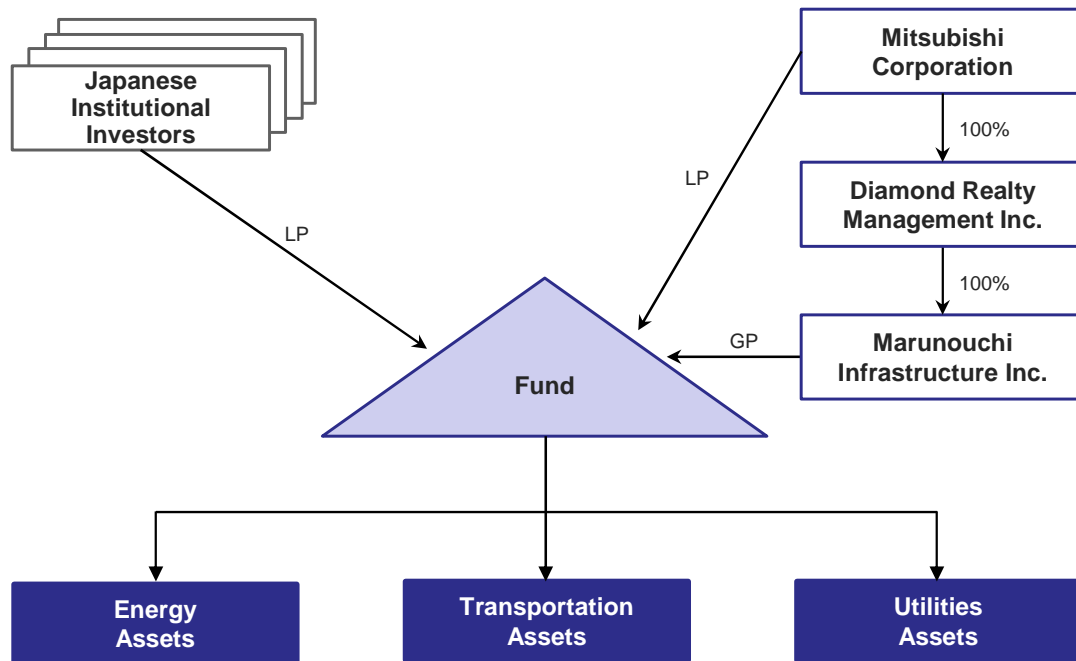 Japanese
Institutional
Investors
Mitsubishi
Corporation
100%
LP
Diamond Realty
Management Inc.
LP
100%
GP
Marunouchi
Infrastructure Inc.
Fund
Energy
Assets
Transportation
Assets
Utilities
Assets